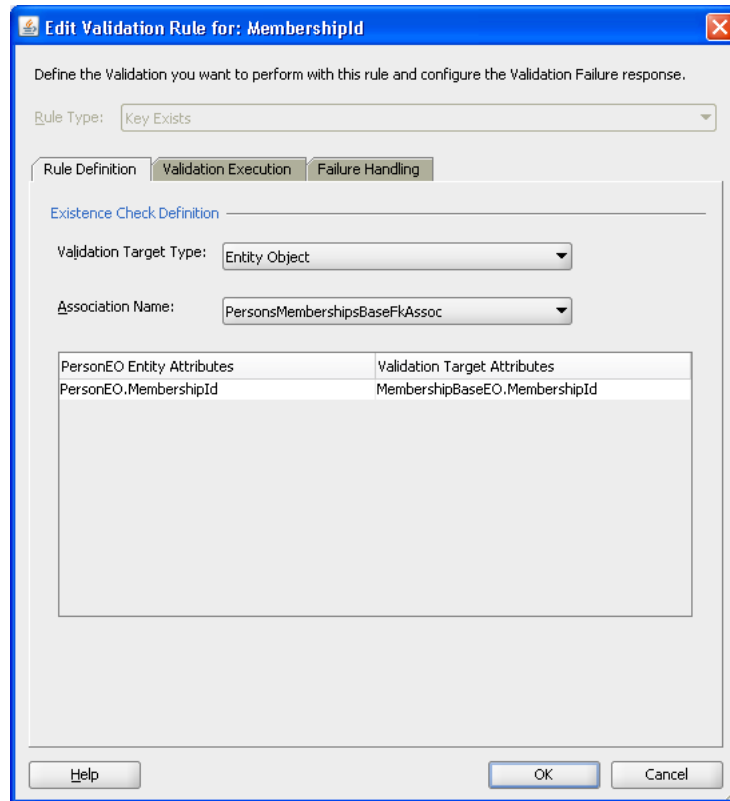 Edit Validation Rule for: MembershipId
Define the Validation you want to perform with this rule and configure the Validation Failure response.
Rule Type: Key Exists
Rule Definition Validation Execution Failure Handling
Existence Check Definition
Validation Target Type: Entity Object
Association Name: PersonsMembershipsBaseFkAssoc
PersonEO Entity Attributes Validation Target Attributes
PersonEO.MembershipId MembershipBaseEO.MembershipId
Help OK Cancel